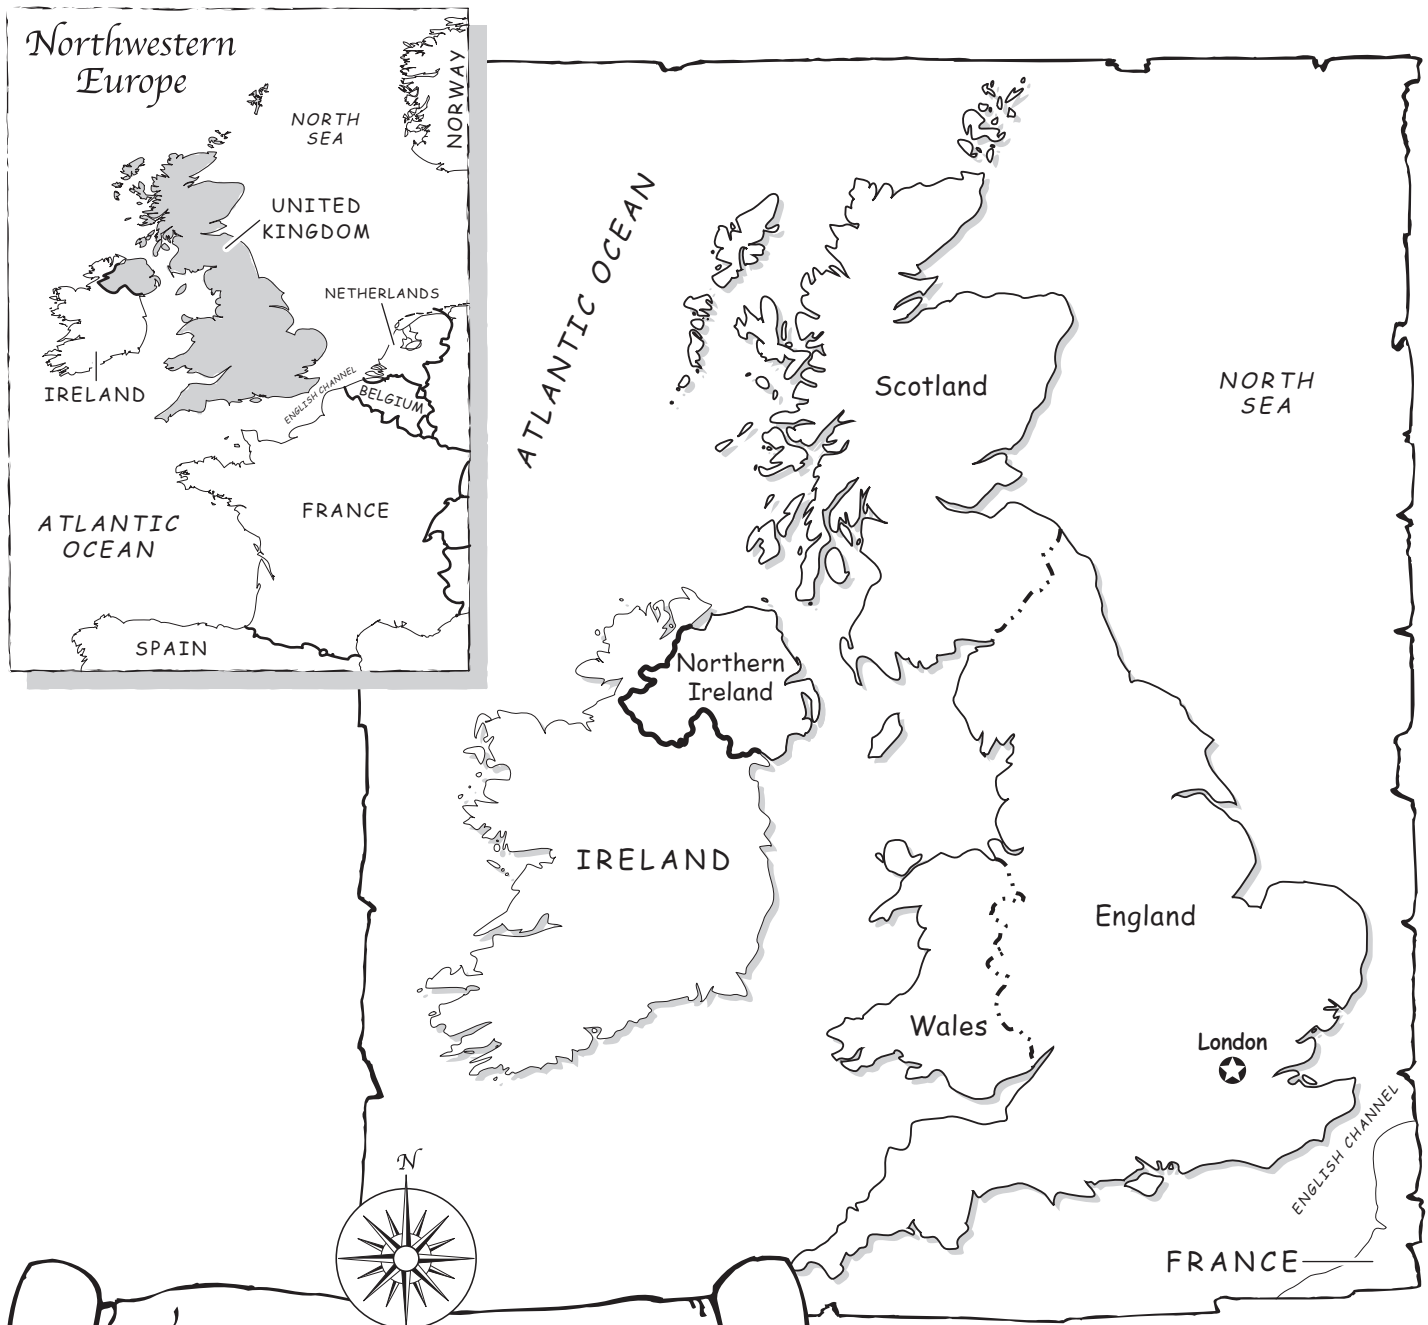 Northwestern
Europe
NORTH
SEA
NORWAY
UNITED
KINGDOM
NETHERLANDS
IRELAND
ENGLISH CHANNEL
BELGIUM
FRANCE
ATLANTIC
OCEAN
SPAIN
ATLANTIC OCEAN
Scotland
NORTH
SEA
Northern
Ireland
IRELAND
England
Wales
London
ENGLISH CHANNEL
N
FRANCE